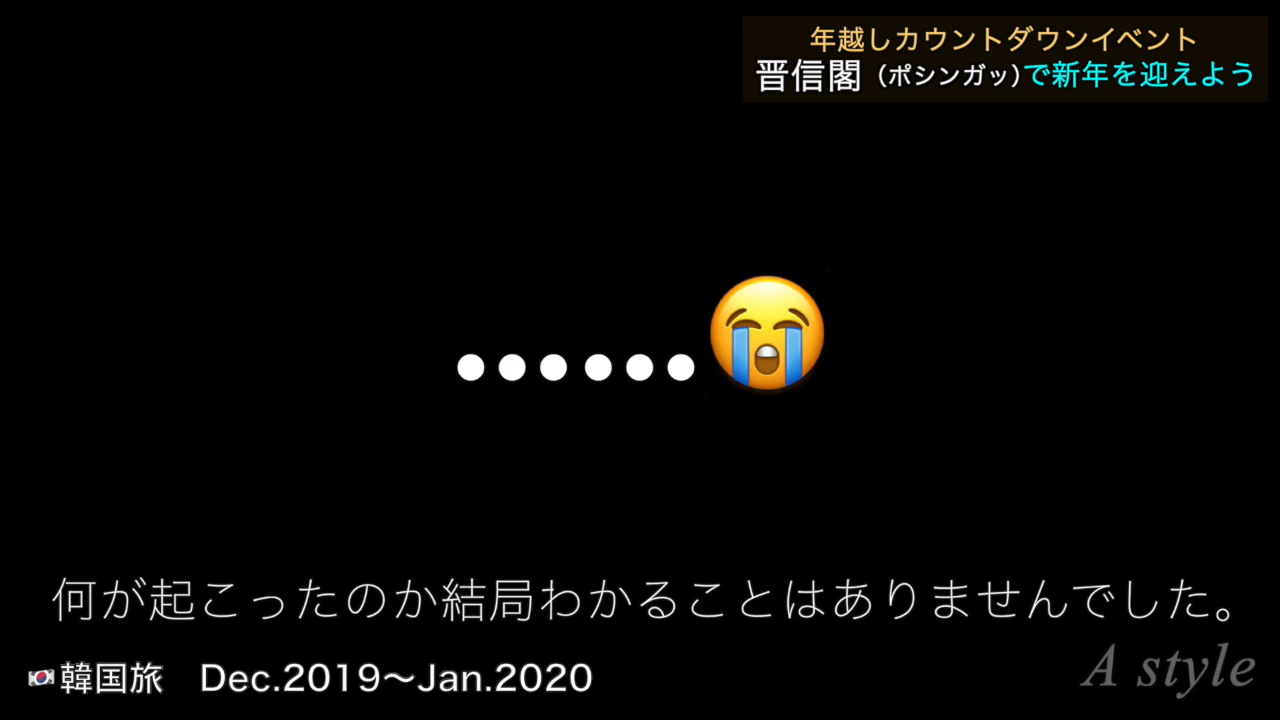 年越しカウントダウンイベント
晋信閣（ポシンガッ)で新年を迎えよう
••••••😭
何が起こったのか結局わかることはありませんでした。
🇰🇷韓国旅　Dec.2019〜Jan.2020
A style